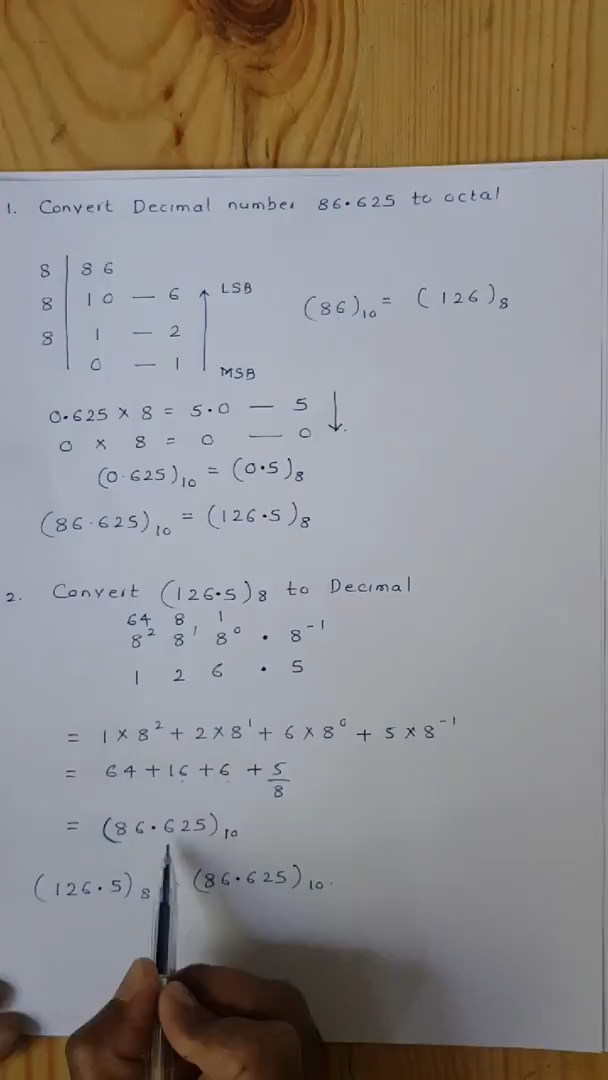 1. Convert Decimal number 86.625 to octal
8 | 86
8 | 10 — 6 LSB
8 | 1 — 2
0 — 1 MSB
(86)₁₀ = (126)₈
0.625 × 8 = 5.0 — 5
0 × 8 = 0 — 0
(0.625)₁₀ = (0.5)₈
(86.625)₁₀ = (126.5)₈
2. Convert (126.5)₈ to Decimal
64 8 1
8² 8¹ 8⁰ . 8⁻¹
1 2 6 . 5
= 1 × 8² + 2 × 8¹ + 6 × 8⁰ + 5 × 8⁻¹
= 64 + 16 + 6 + 5/8
= (86.625)₁₀
(126.5)₈ (86.625)₁₀.